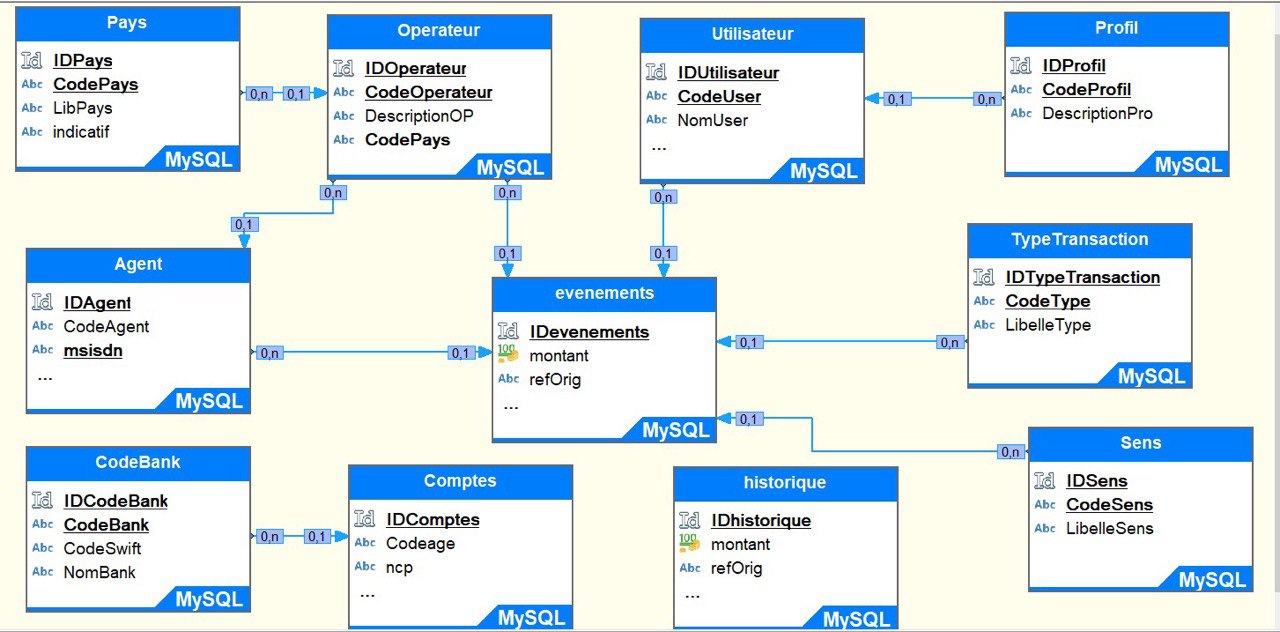 Pays
Id IDPays
Abc CodePays
Abc LibPays
Abc indicatif
MySQL
0,n 0,1
Operateur
Id IDOperateur
Abc CodeOperateur
Abc DescriptionOP
Abc CodePays
MySQL
Utilisateur
Id IDUtilisateur
Abc CodeUser
Abc NomUser
...
MySQL
0,1 0,n
Profil
Id IDProfil
Abc CodeProfil
Abc DescriptionPro
MySQL
0,n
0,1
0,n
0,1
0,n
0,1
Agent
Id IDAgent
Abc CodeAgent
Abc msisdn
...
MySQL
0,n 0,1
evenements
Id IDevenements
100 montant
Abc refOrig
...
MySQL
0,1 0,n
TypeTransaction
Id IDTypeTransaction
Abc CodeType
Abc LibelleType
MySQL
0,1
0,n
CodeBank
Id IDCodeBank
Abc CodeBank
Abc CodeSwift
Abc NomBank
MySQL
0,n 0,1
Comptes
Id IDComptes
Abc Codeage
Abc ncp
...
MySQL
historique
Id IDhistorique
100 montant
Abc refOrig
...
MySQL
Sens
Id IDSens
Abc CodeSens
Abc LibelleSens
MySQL